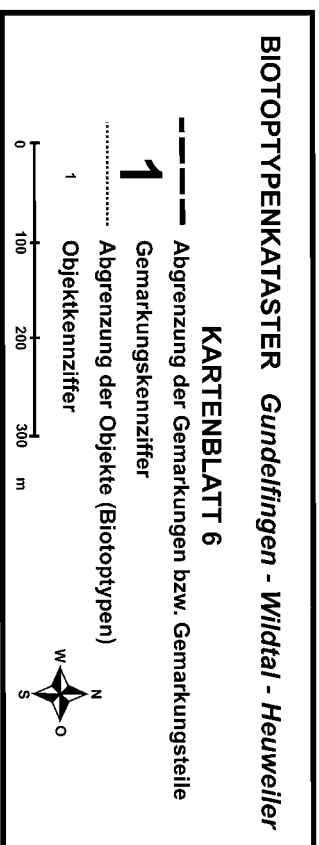 BIOTOPTYPENKATASTER Gundelfingen - Wildtal - Heuweiler
KARTENBLATT 6
Abgrenzung der Gemarkungen bzw. Gemarkungsteile
1 Gemarkungskennziffer
Abgrenzung der Objekte (Biotoptypen)
1 Objektkennziffer
0 100 200 300 m
N
W O
S